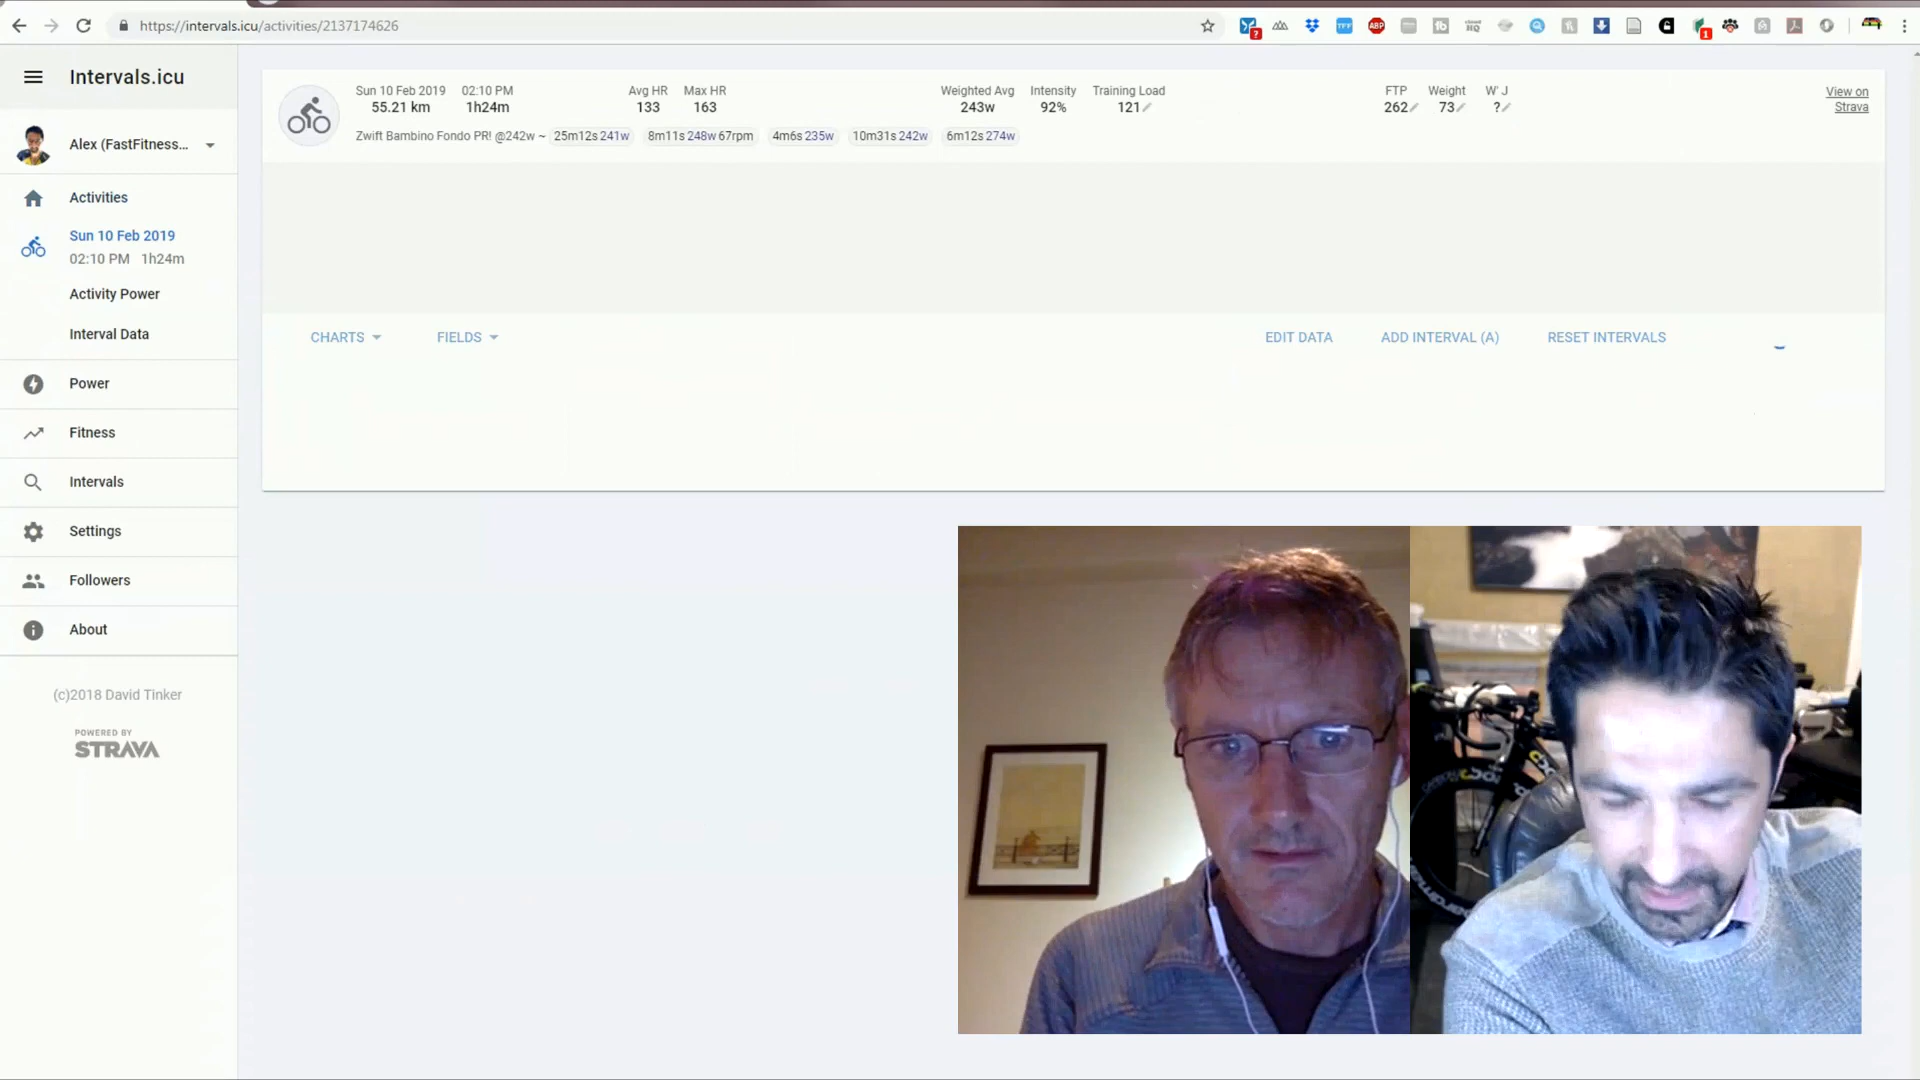 https://intervals.icu/activities/2137174626
Intervals.icu
Alex (FastFitness...
Activities
Sun 10 Feb 2019
02:10 PM 1h24m
Activity Power
Interval Data
Power
Fitness
Intervals
Settings
Followers
About
(c)2018 David Tinker
POWERED BY
STRAVA
Sun 10 Feb 2019 02:10 PM Avg HR Max HR Weighted Avg Intensity Training Load FTP Weight W' J View on
55.21 km 1h24m 133 163 243w 92% 121 262 73 ? Strava
Zwift Bambino Fondo PR! @242w ~ 25m12s 241w 8m11s 248w 67rpm 4m6s 235w 10m31s 242w 6m12s 274w
CHARTS FIELDS EDIT DATA ADD INTERVAL (A) RESET INTERVALS